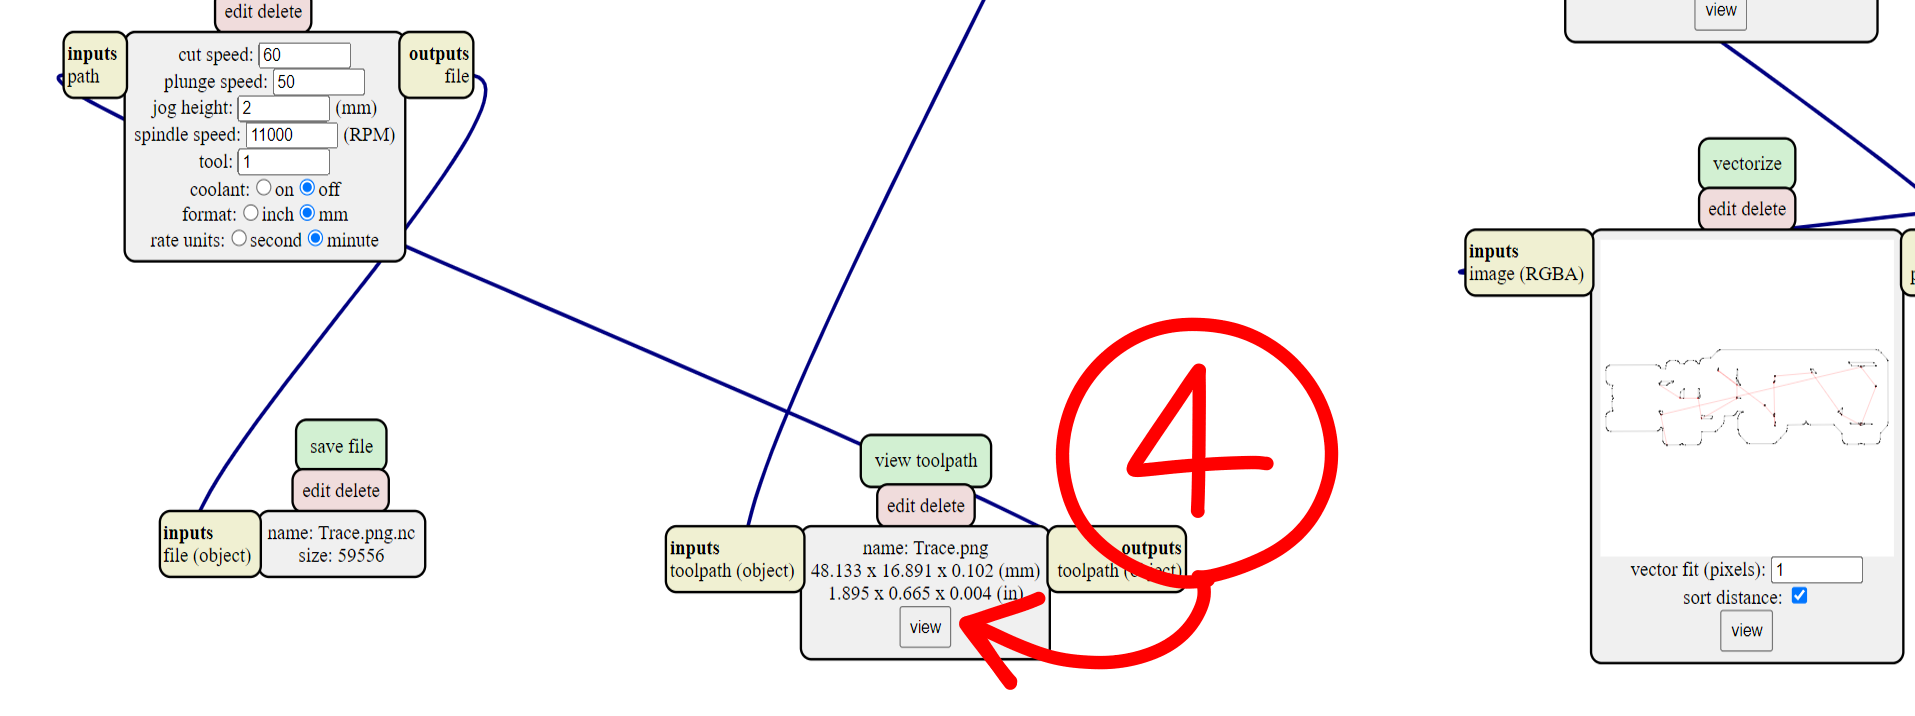 edit delete
inputs
path
cut speed: 60
plunge speed: 50
jog height: 2 (mm)
spindle speed: 11000 (RPM)
tool: 1
coolant: on off
format: inch mm
rate units: second minute
outputs
file
save file
edit delete
inputs
file (object)
name: Trace.png.nc
size: 59556
view toolpath
edit delete
inputs
toolpath (object)
name: Trace.png
48.133 x 16.891 x 0.102 (mm)
1.895 x 0.665 x 0.004 (in)
view
outputs
toolpath (object)
4
view
vectorize
edit delete
inputs
image (RGBA)
vector fit (pixels): 1
sort distance:
view